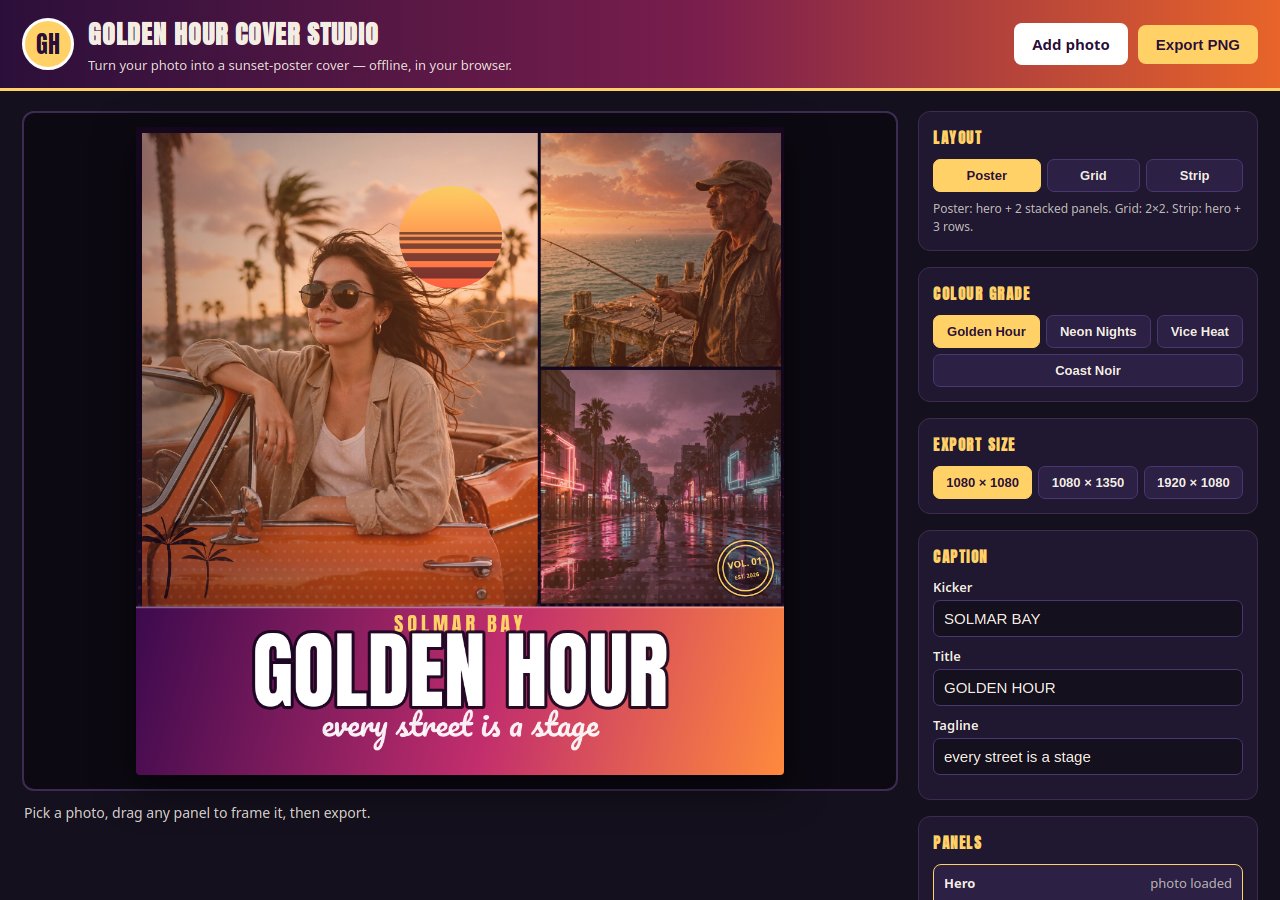 GH
GOLDEN HOUR COVER STUDIO
Turn your photo into a sunset-poster cover — offline, in your browser.
Add photo
Export PNG
VOL. 01
EST. 2026
SOLMAR BAY
GOLDEN HOUR
every street is a stage
Pick a photo, drag any panel to frame it, then export.
LAYOUT
Poster
Grid
Strip
Poster: hero + 2 stacked panels. Grid: 2×2. Strip: hero +
3 rows.
COLOUR GRADE
Golden Hour
Neon Nights
Vice Heat
Coast Noir
EXPORT SIZE
1080 × 1080
1080 × 1350
1920 × 1080
CAPTION
Kicker
SOLMAR BAY
Title
GOLDEN HOUR
Tagline
every street is a stage
PANELS
Hero
photo loaded